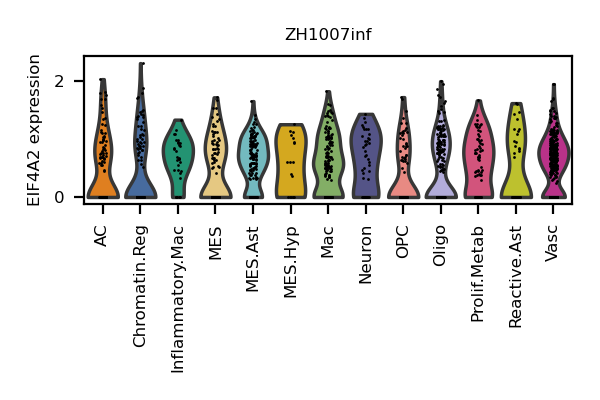 ZH1007inf
EIF4A2 expression
2
0
AC
Chromatin.Reg
Inflammatory.Mac
MES
MES.Ast
MES.Hyp
Mac
Neuron
OPC
Oligo
Prolif.Metab
Reactive.Ast
Vasc